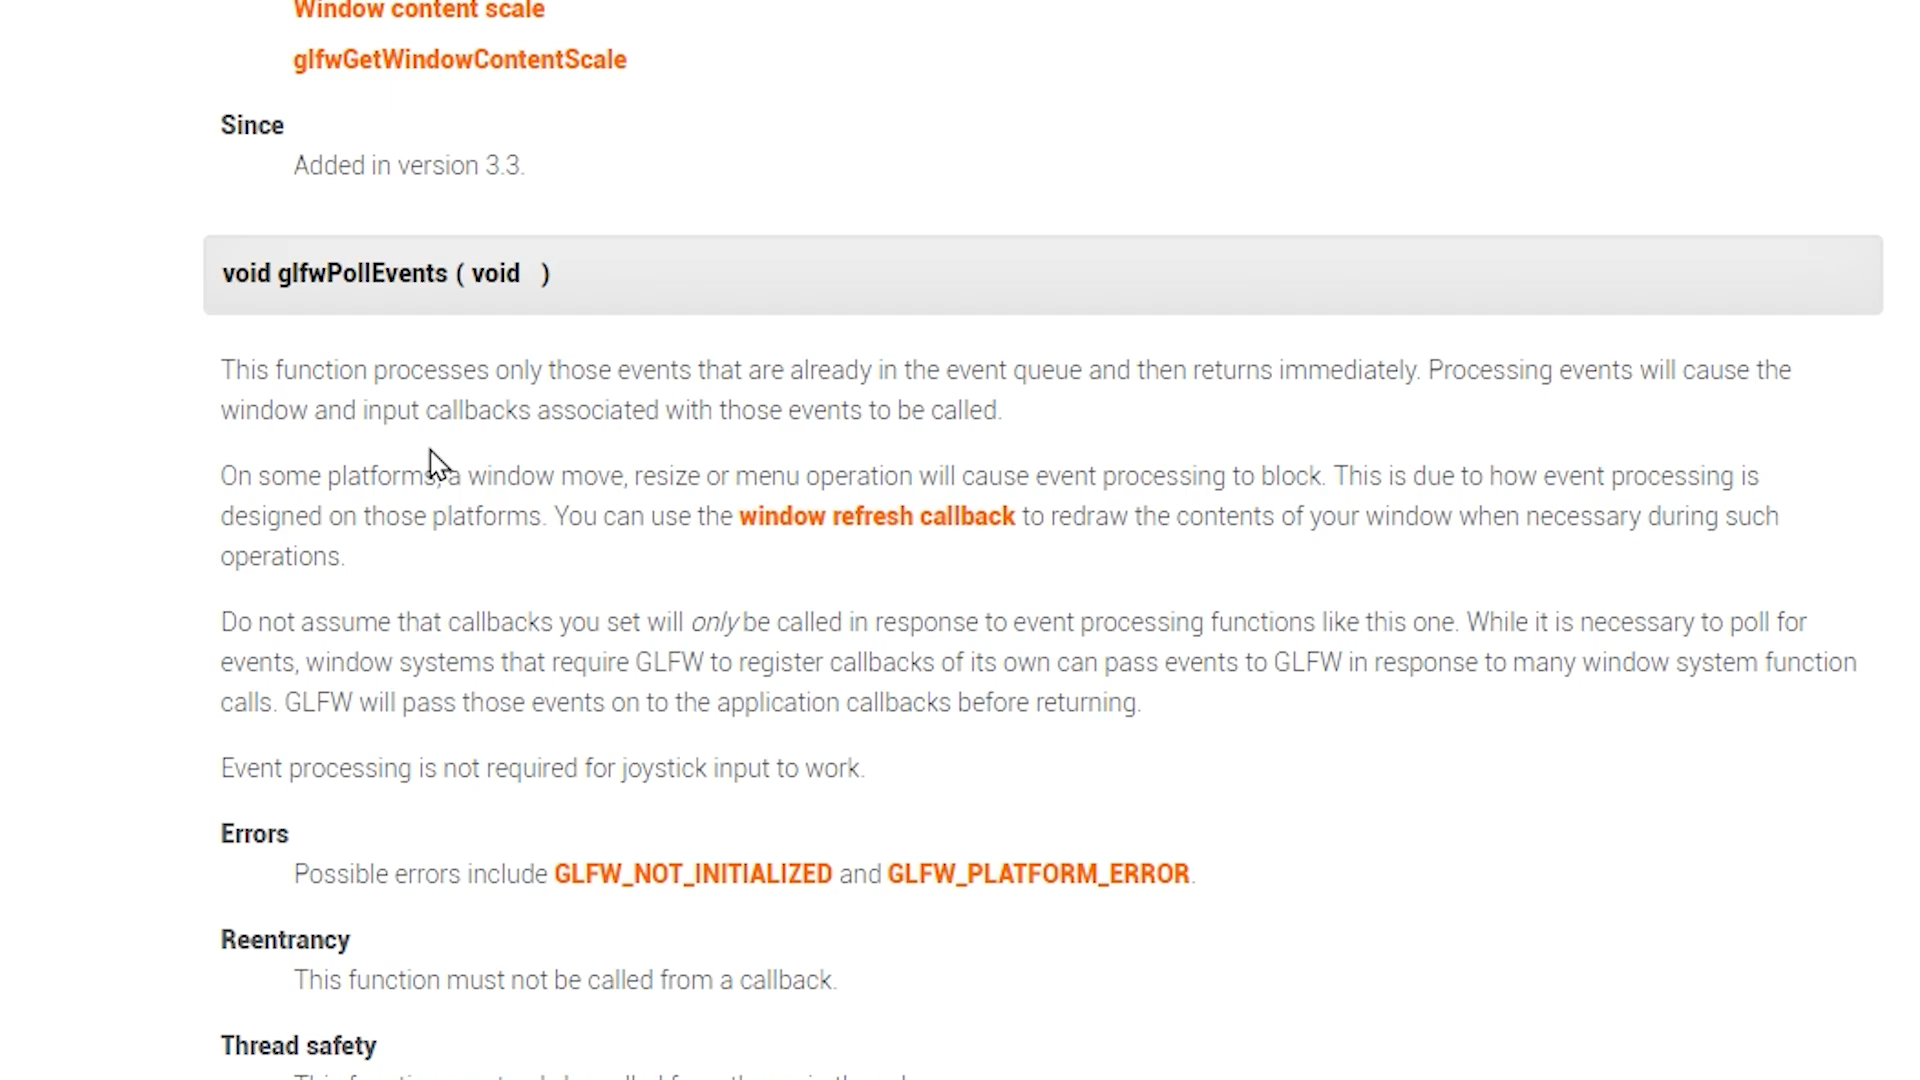 Window content scale
glfwGetWindowContentScale
Since
Added in version 3.3.
void glfwPollEvents ( void )
This function processes only those events that are already in the event queue and then returns immediately. Processing events will cause the
window and input callbacks associated with those events to be called.
On some platforms, a window move, resize or menu operation will cause event processing to block. This is due to how event processing is
designed on those platforms. You can use the window refresh callback to redraw the contents of your window when necessary during such
operations.
Do not assume that callbacks you set will only be called in response to event processing functions like this one. While it is necessary to poll for
events, window systems that require GLFW to register callbacks of its own can pass events to GLFW in response to many window system function
calls. GLFW will pass those events on to the application callbacks before returning.
Event processing is not required for joystick input to work.
Errors
Possible errors include GLFW_NOT_INITIALIZED and GLFW_PLATFORM_ERROR.
Reentrancy
This function must not be called from a callback.
Thread safety